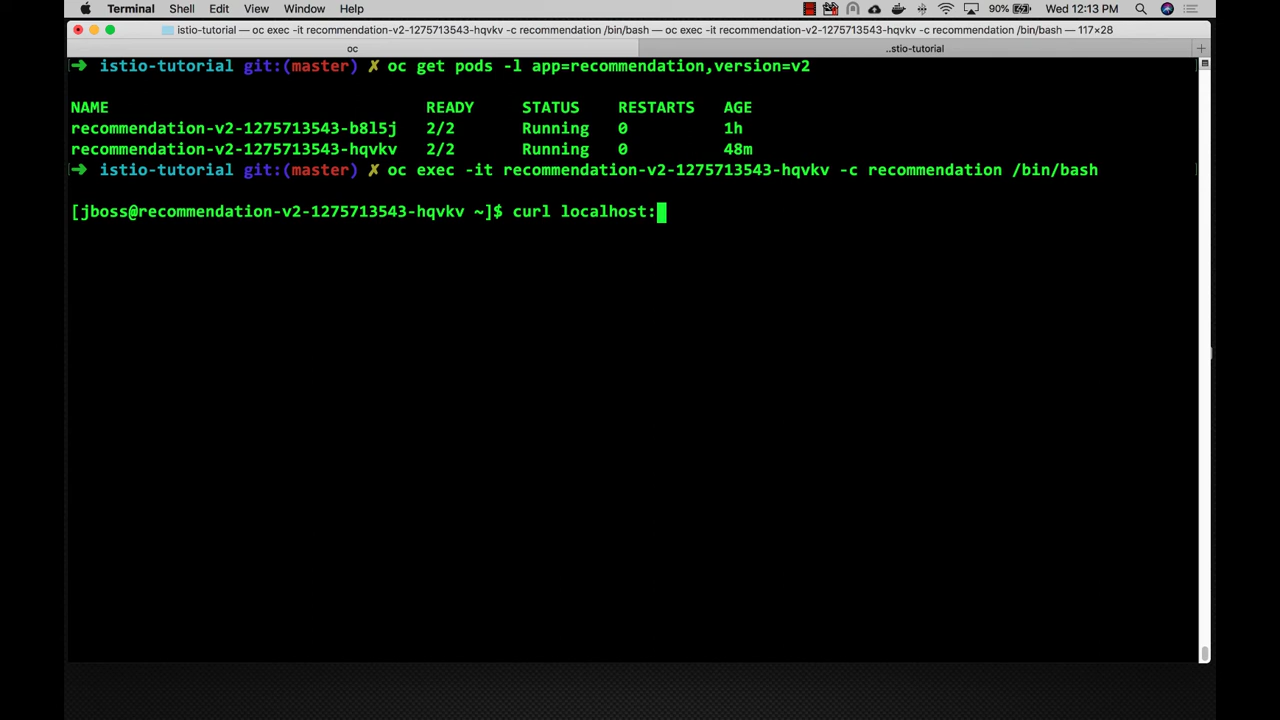 Terminal Shell Edit View Window Help 90% Wed 12:13 PM
istio-tutorial — oc exec -it recommendation-v2-1275713543-hqvkv -c recommendation /bin/bash — oc exec -it recommendation-v2-1275713543-hqvkv -c recommendation /bin/bash — 117×28
oc ..stio-tutorial +
➜ istio-tutorial git:(master) ✗ oc get pods -l app=recommendation,version=v2
NAME READY STATUS RESTARTS AGE
recommendation-v2-1275713543-b8l5j 2/2 Running 0 1h
recommendation-v2-1275713543-hqvkv 2/2 Running 0 48m
➜ istio-tutorial git:(master) ✗ oc exec -it recommendation-v2-1275713543-hqvkv -c recommendation /bin/bash
[jboss@recommendation-v2-1275713543-hqvkv ~]$ curl localhost: